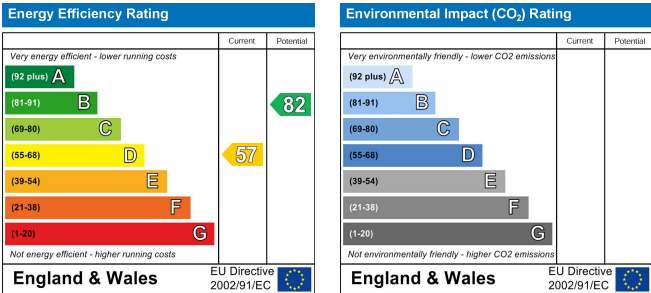 Energy Efficiency Rating
Current Potential
Very energy efficient - lower running costs
(92 plus) A
(81-91) B
82
(69-80) C
(55-68) D
57
(39-54) E
(21-38) F
(1-20) G
Not energy efficient - higher running costs
England & Wales
EU Directive
2002/91/EC
Environmental Impact (CO₂) Rating
Current Potential
Very environmentally friendly - lower CO2 emissions
(92 plus) A
(81-91) B
(69-80) C
(55-68) D
(39-54) E
(21-38) F
(1-20) G
Not environmentally friendly - higher CO2 emissions
England & Wales
EU Directive
2002/91/EC